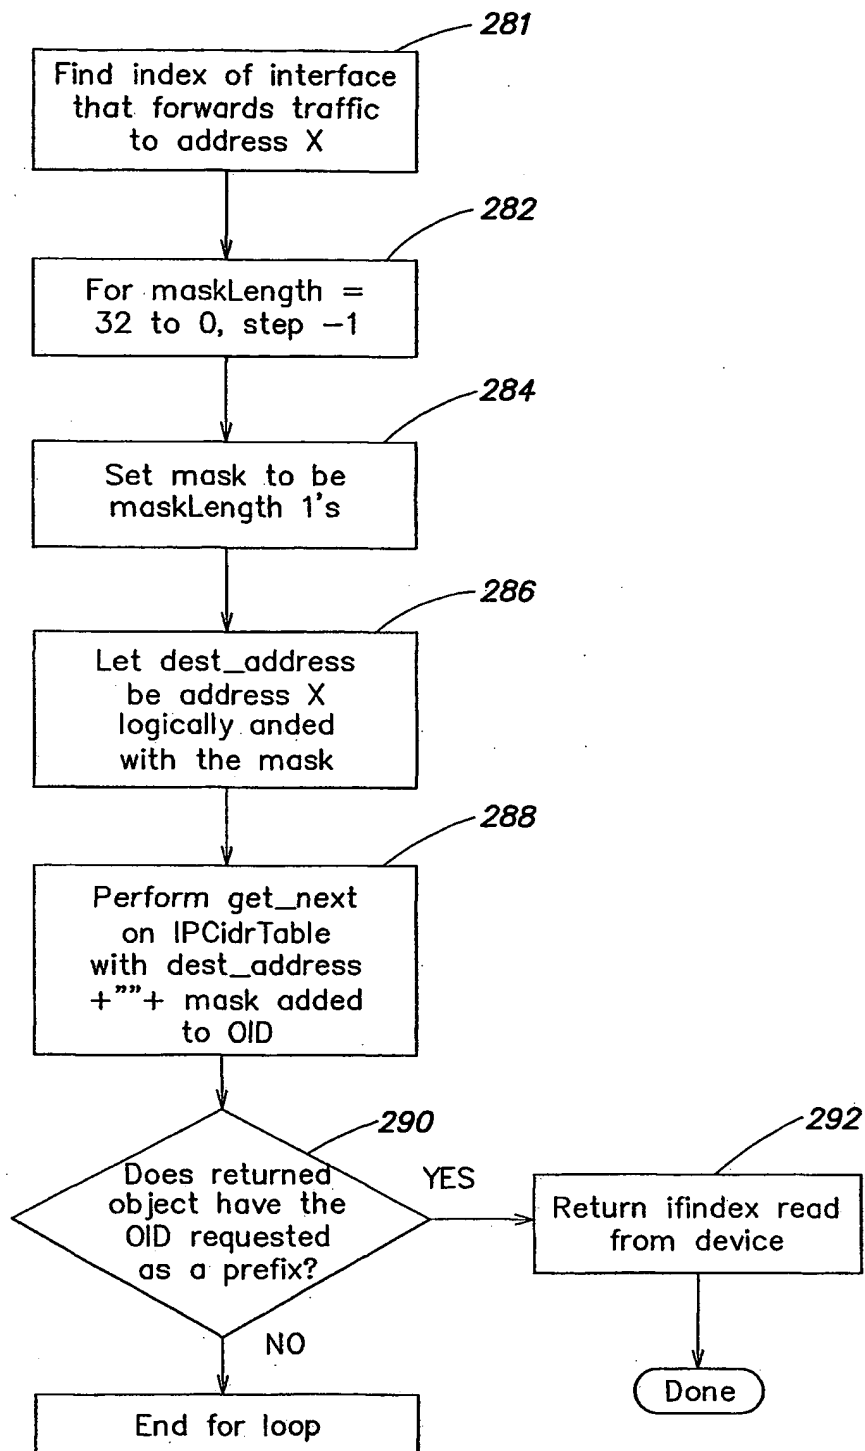 281
Find index of interface
that forwards traffic
to address X
282
For maskLength =
32 to 0, step −1
284
Set mask to be
maskLength 1's
286
Let dest_address
be address X
logically anded
with the mask
288
Perform get_next
on IPCidrTable
with dest_address
+""+ mask added
to OID
290
Does returned
object have the
OID requested
as a prefix?
YES
292
Return ifindex read
from device
NO
Done
End for loop